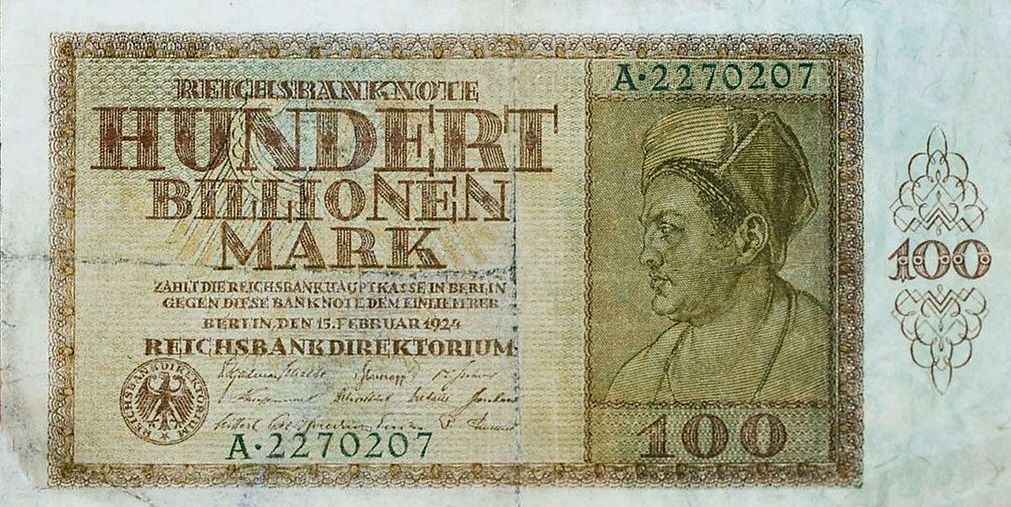 REICHSBANKNOTE
HUNDERT
BILLIONEN
MARK
ZAHLT DIE REICHSBANKHAUPTKASSE IN BERLIN
GEGEN DIESE BANKNOTE DEM EINLIEFERER
BERLIN, DEN 15. FEBRUAR 1924
REICHSBANKDIREKTORIUM
REICHSBANKDIREKTORIUM
A·2270207
A·2270207
100
100